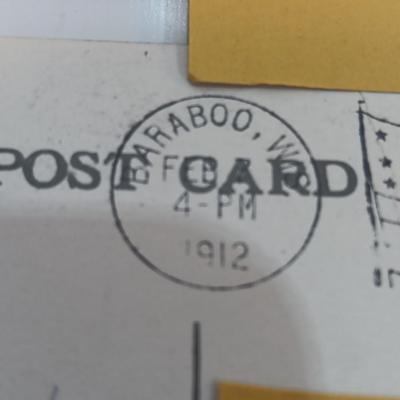 POST CARD
BARABOO, WIS
FEB
4-PM
1912